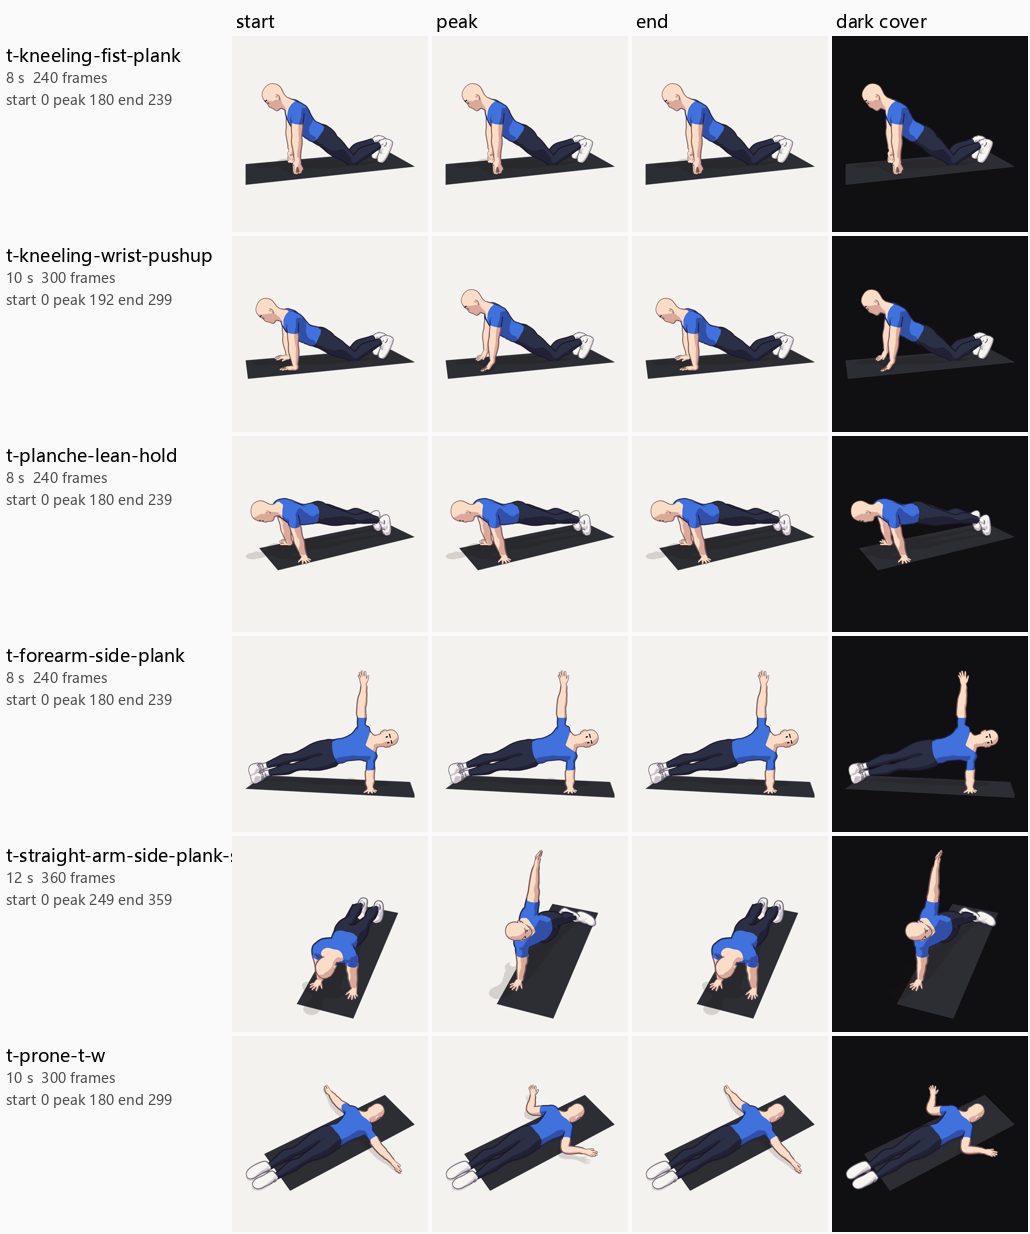 start peak end dark cover
t-kneeling-fist-plank
8 s 240 frames
start 0 peak 180 end 239
t-kneeling-wrist-pushup
10 s 300 frames
start 0 peak 192 end 299
t-planche-lean-hold
8 s 240 frames
start 0 peak 180 end 239
t-forearm-side-plank
8 s 240 frames
start 0 peak 180 end 239
t-straight-arm-side-plank-
12 s 360 frames
start 0 peak 249 end 359
t-prone-t-w
10 s 300 frames
start 0 peak 180 end 299